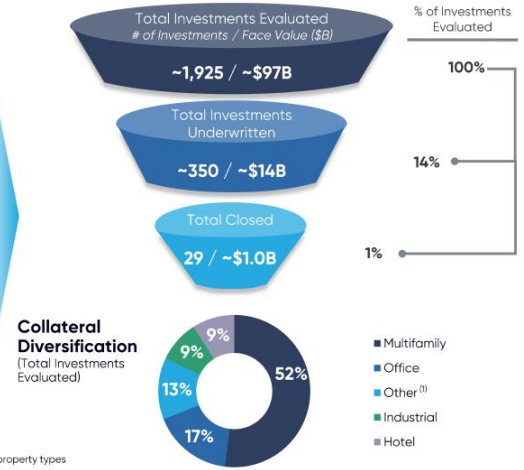 Total Investments Evaluated
# of Investments / Face Value ($B)
~1,925 / ~$97B
% of Investments
Evaluated
100%
Total Investments
Underwritten
~350 / ~$14B
14%
Total Closed
29 / ~$1.0B
1%
Collateral
Diversification
(Total Investments
Evaluated)
9%
9%
52%
13%
17%
Multifamily
Office
Other (1)
Industrial
Hotel
property types